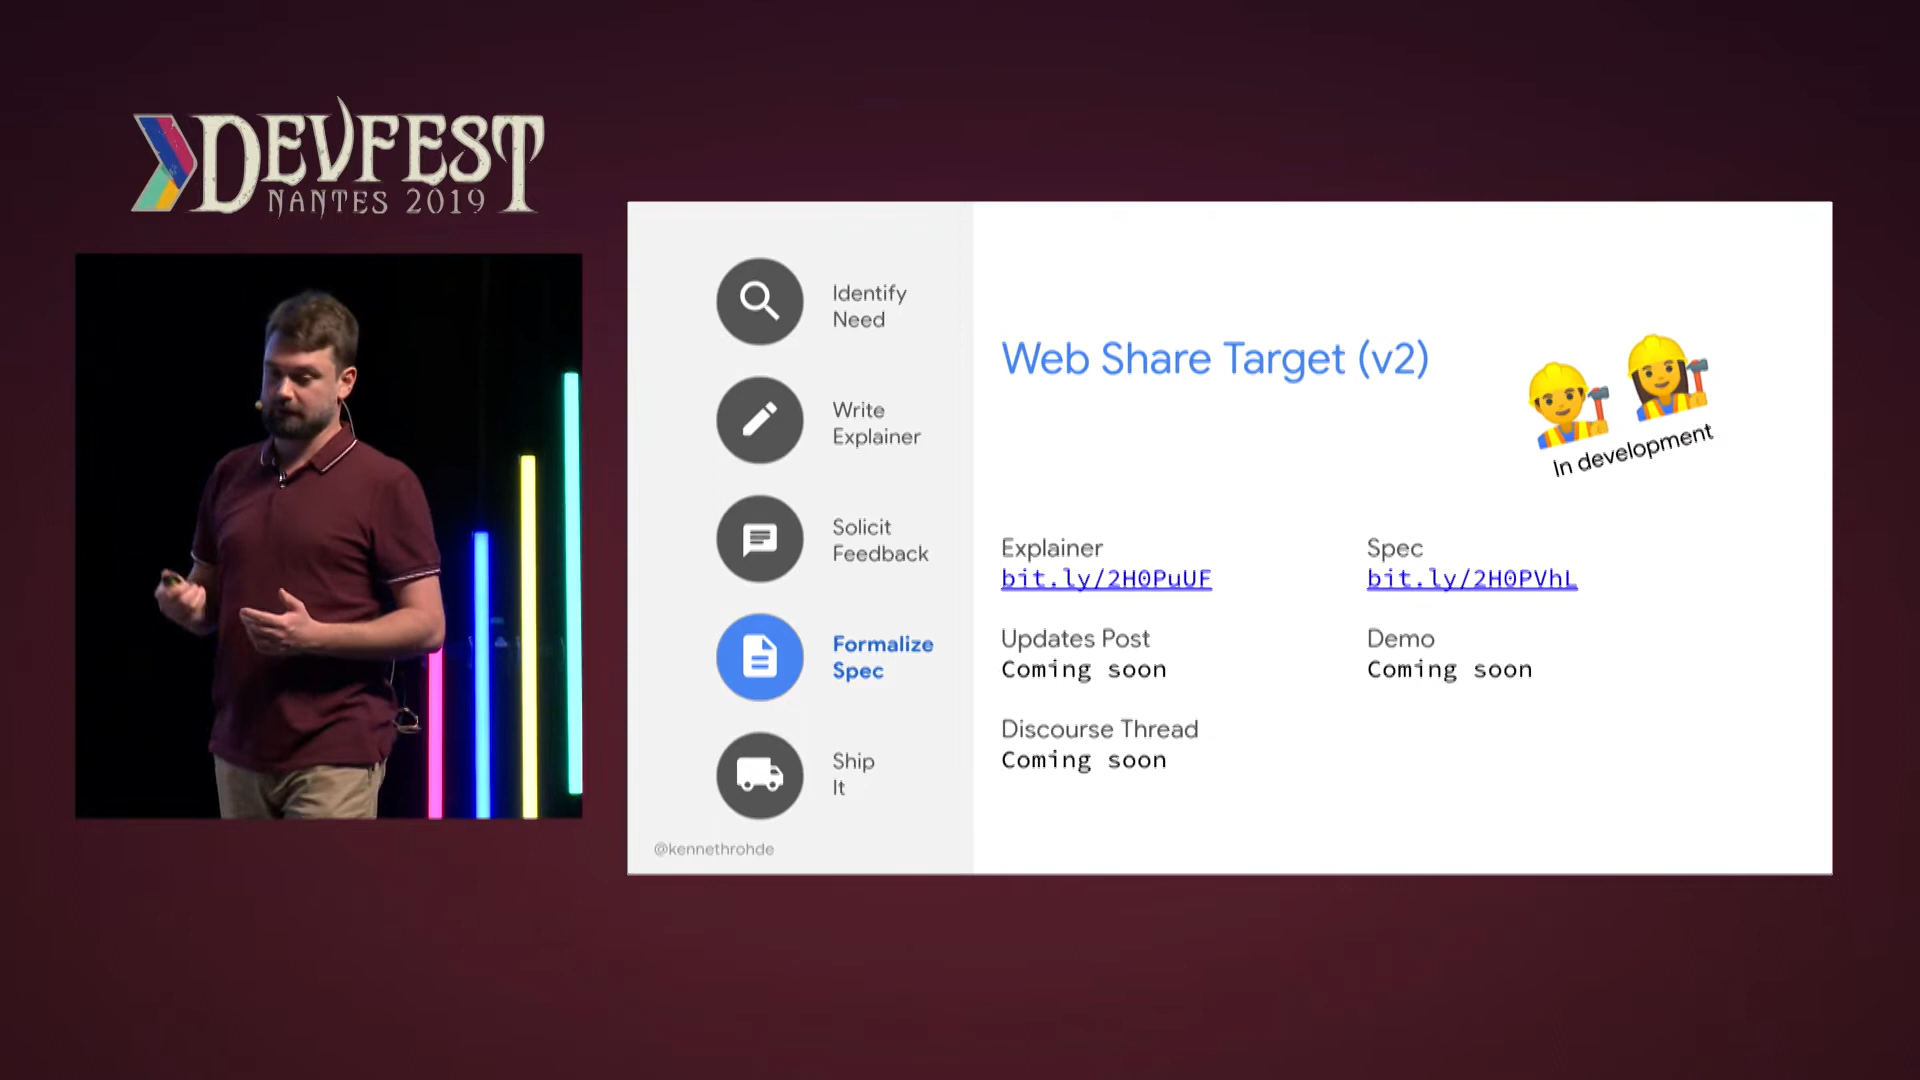 DEVFEST
NANTES 2019
Identify
Need
Write
Explainer
Solicit
Feedback
Formalize
Spec
Ship
It
@kennethrohde
Web Share Target (v2)
In development
Explainer
bit.ly/2H0PuUF
Spec
bit.ly/2H0PVhL
Updates Post
Coming soon
Demo
Coming soon
Discourse Thread
Coming soon